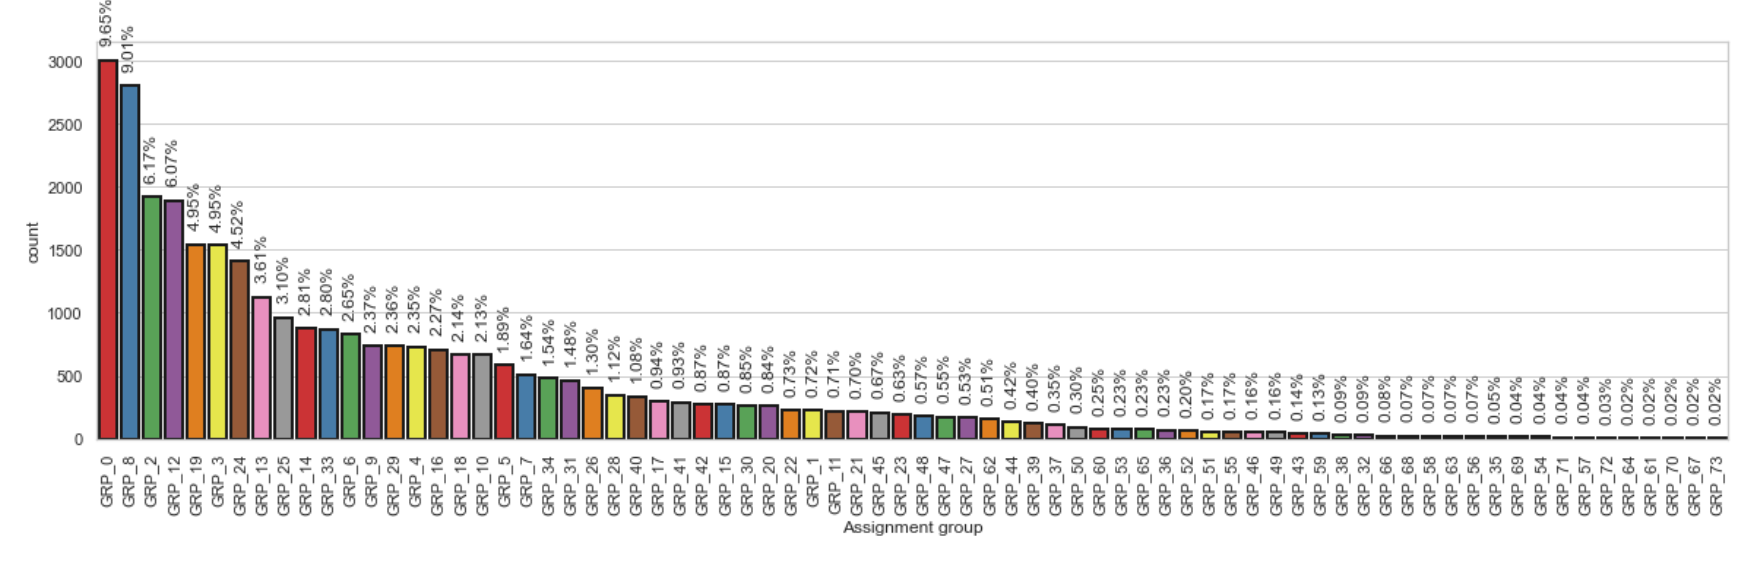 9.65%
9.01%
6.17%
6.07%
4.95%
4.95%
4.52%
3.61%
3.10%
2.81%
2.80%
2.65%
2.37%
2.36%
2.35%
2.27%
2.14%
2.13%
1.89%
1.64%
1.54%
1.48%
1.30%
1.12%
1.08%
0.94%
0.93%
0.87%
0.87%
0.85%
0.84%
0.73%
0.72%
0.71%
0.70%
0.67%
0.63%
0.57%
0.55%
0.53%
0.51%
0.42%
0.40%
0.35%
0.30%
0.25%
0.23%
0.23%
0.23%
0.20%
0.17%
0.17%
0.16%
0.16%
0.14%
0.13%
0.09%
0.09%
0.08%
0.07%
0.07%
0.07%
0.07%
0.05%
0.04%
0.04%
0.04%
0.04%
0.03%
0.02%
0.02%
0.02%
0.02%
0.02%
3000
2500
2000
1500
1000
500
0
count
GRP_0
GRP_8
GRP_2
GRP_12
GRP_19
GRP_3
GRP_24
GRP_13
GRP_25
GRP_14
GRP_33
GRP_6
GRP_9
GRP_29
GRP_4
GRP_16
GRP_18
GRP_10
GRP_5
GRP_7
GRP_34
GRP_31
GRP_26
GRP_28
GRP_40
GRP_17
GRP_41
GRP_42
GRP_15
GRP_30
GRP_20
GRP_22
GRP_1
GRP_11
GRP_21
GRP_45
GRP_23
GRP_48
GRP_47
GRP_27
GRP_62
GRP_44
GRP_39
GRP_37
GRP_50
GRP_60
GRP_53
GRP_65
GRP_36
GRP_52
GRP_51
GRP_55
GRP_46
GRP_49
GRP_43
GRP_59
GRP_38
GRP_32
GRP_66
GRP_68
GRP_58
GRP_63
GRP_56
GRP_35
GRP_69
GRP_54
GRP_71
GRP_57
GRP_72
GRP_64
GRP_61
GRP_70
GRP_67
GRP_73
Assignment group